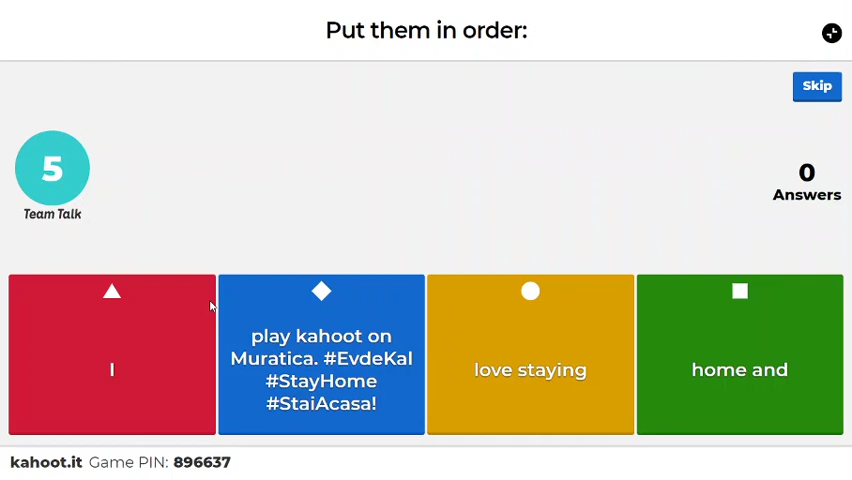 Put them in order:
Skip
5
Team Talk
0
Answers
I
play kahoot on
Muratica. #EvdeKal
#StayHome
#StaiAcasa!
love staying
home and
kahoot.it Game PIN: 896637